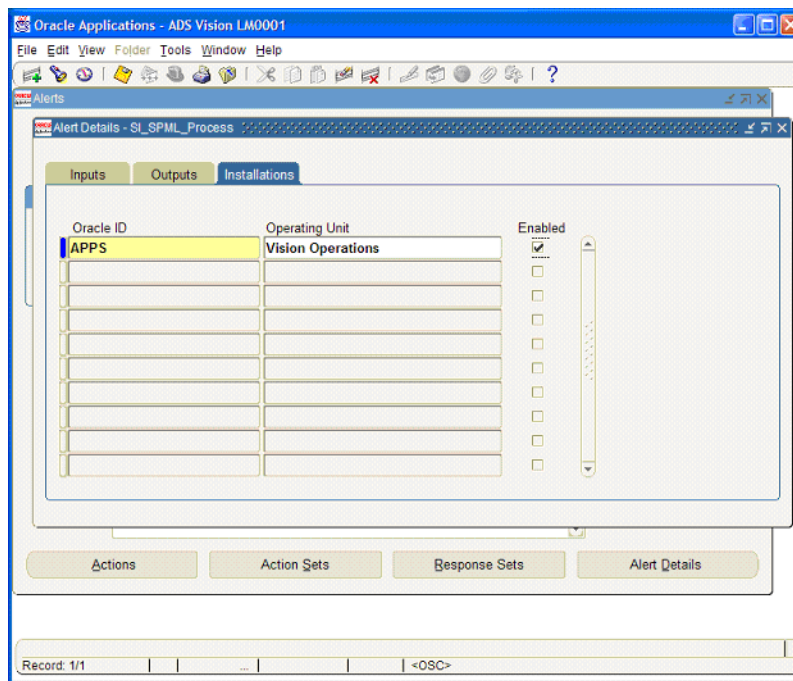 Oracle Applications - ADS Vision LM0001
File Edit View Folder Tools Window Help
Alerts
Alert Details - SI_SPML_Process
Inputs Outputs Installations
Oracle ID Operating Unit Enabled
APPS Vision Operations
Actions Action Sets Response Sets Alert Details
Record: 1/1 ... <OSC>